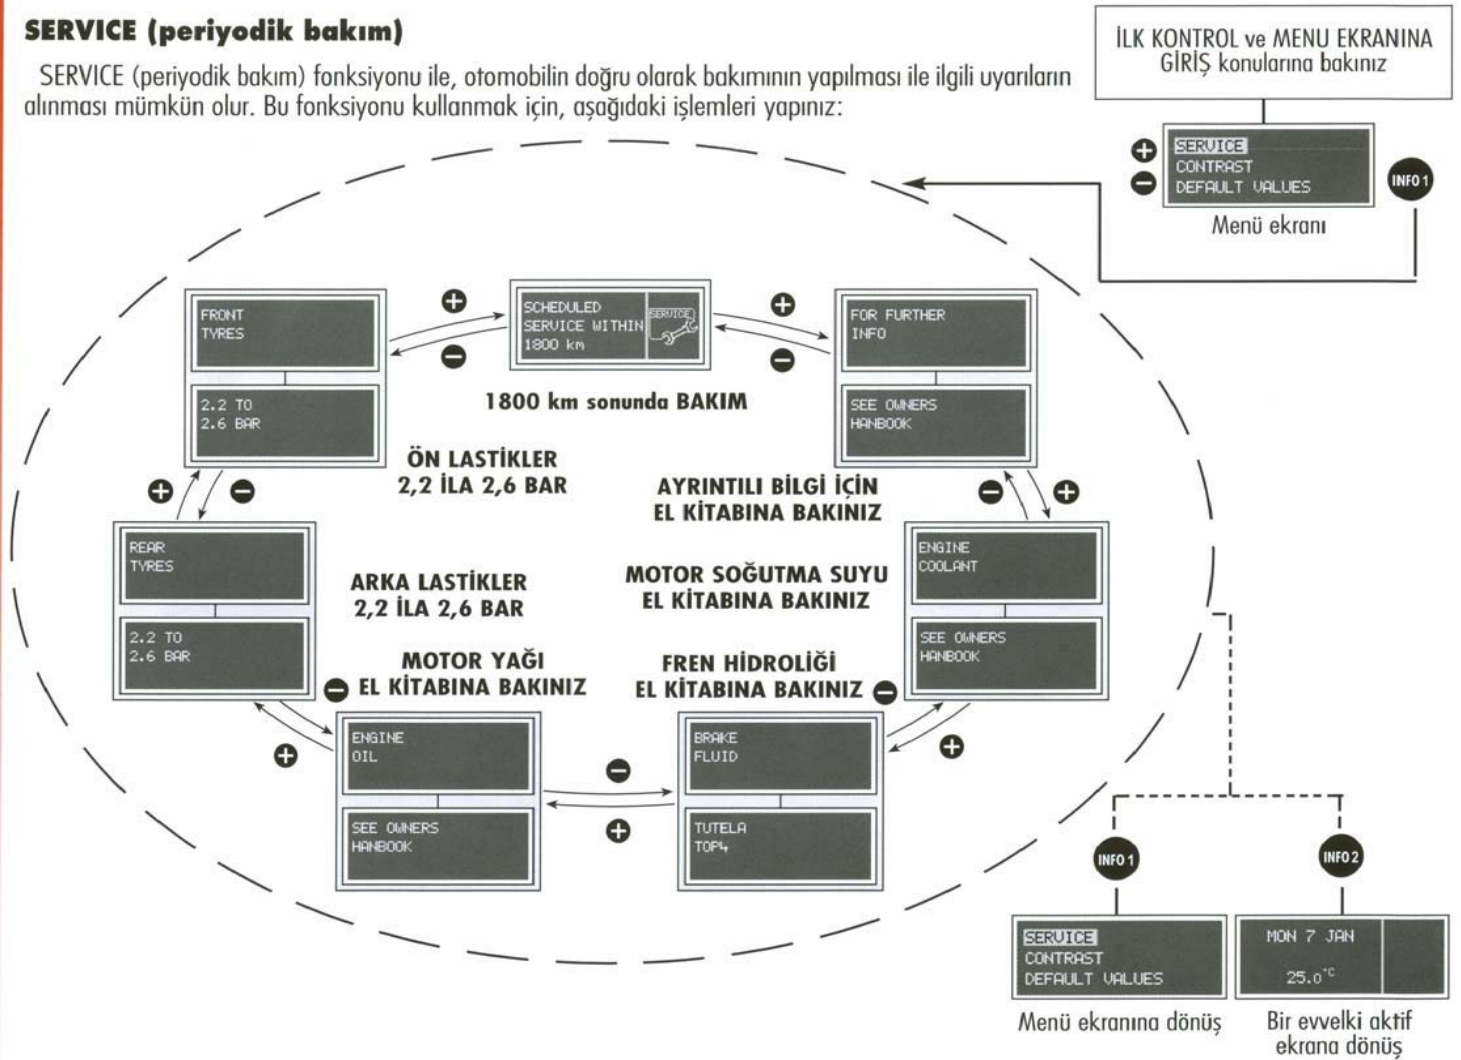 SERVICE (periyodik bakım)
SERVICE (periyodik bakım) fonksiyonu ile, otomobilin doğru olarak bakımının yapılması ile ilgili uyarıların
alınması mümkün olur. Bu fonksiyonu kullanmak için, aşağıdaki işlemleri yapınız:
İLK KONTROL ve MENU EKRANINA
GİRİŞ konularına bakınız
SERVICE
CONTRAST
DEFAULT VALUES
INFO 1
Menü ekranı
FRONT
TYRES
2.2 TO
2.6 BAR
SCHEDULED
SERVICE WITHIN
1800 km
SERVICE
FOR FURTHER
INFO
SEE OWNERS
HANBOOK
1800 km sonunda BAKIM
ÖN LASTİKLER
2,2 İLA 2,6 BAR
AYRINTILI BİLGİ İÇİN
EL KİTABINA BAKINIZ
REAR
TYRES
2.2 TO
2.6 BAR
ARKA LASTİKLER
2,2 İLA 2,6 BAR
MOTOR SOĞUTMA SUYU
EL KİTABINA BAKINIZ
ENGINE
COOLANT
SEE OWNERS
HANBOOK
MOTOR YAĞI
EL KİTABINA BAKINIZ
FREN HİDROLİĞİ
EL KİTABINA BAKINIZ
ENGINE
OIL
SEE OWNERS
HANBOOK
BRAKE
FLUID
TUTELA
TOP4
INFO 1
INFO 2
SERVICE
CONTRAST
DEFAULT VALUES
MON 7 JAN
25.0°C
Menü ekranına dönüş
Bir evvelki aktif
ekrana dönüş